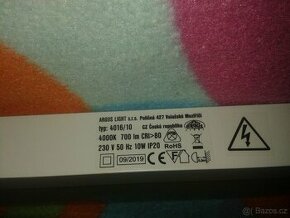 ARGUS LIGHT s.r.o. Poličná 427 Valašské Meziříčí
typ: 4016/10 CZ Česká republika
4000K 700 lm CRI>80
230 V 50 Hz 10W IP20
09/2019 CE RoHS
bazos.cz